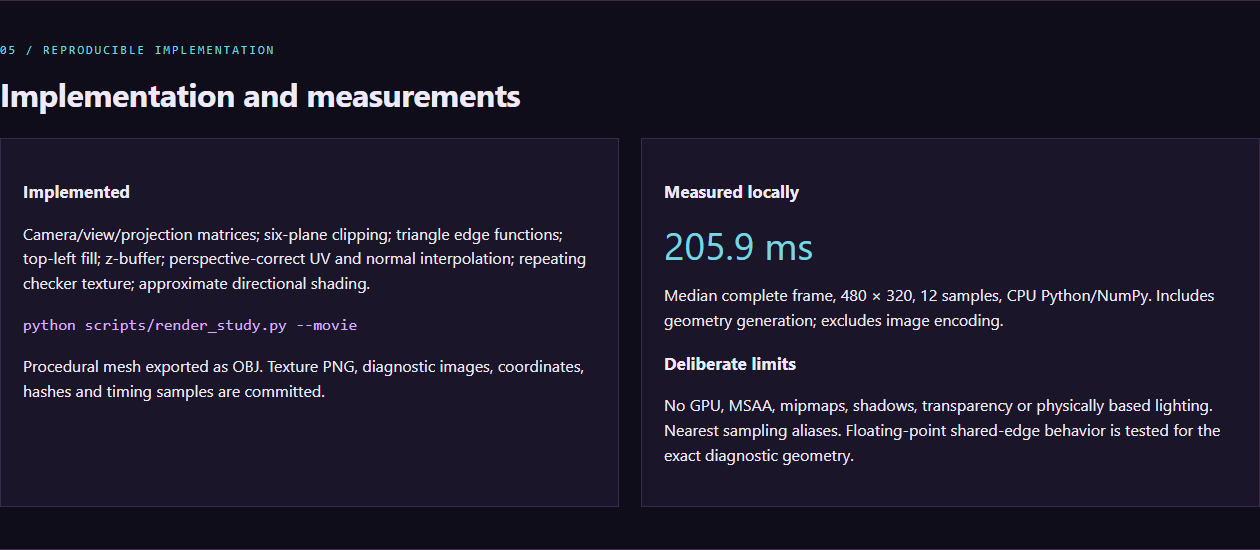 05 / REPRODUCIBLE IMPLEMENTATION
Implementation and measurements
Implemented
Camera/view/projection matrices; six-plane clipping; triangle edge functions;
top-left fill; z-buffer; perspective-correct UV and normal interpolation; repeating
checker texture; approximate directional shading.
python scripts/render_study.py --movie
Procedural mesh exported as OBJ. Texture PNG, diagnostic images, coordinates,
hashes and timing samples are committed.
Measured locally
205.9 ms
Median complete frame, 480 × 320, 12 samples, CPU Python/NumPy. Includes
geometry generation; excludes image encoding.
Deliberate limits
No GPU, MSAA, mipmaps, shadows, transparency or physically based lighting.
Nearest sampling aliases. Floating-point shared-edge behavior is tested for the
exact diagnostic geometry.